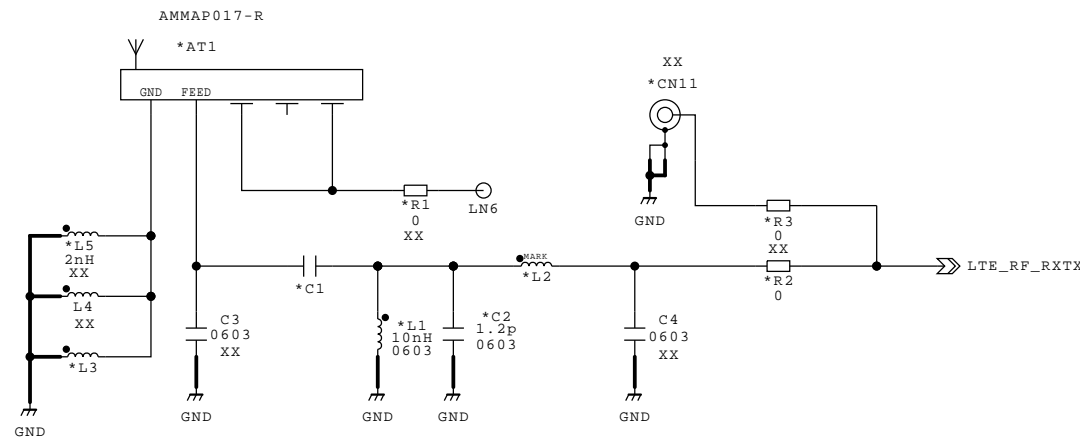 AMMAP017-R
*AT1
GND FEED
XX
*CN11
GND
*R1
0
XX
LN6
*R3
0
XX
*R2
0
LTE_RF_RXTX
*L5
2nH
XX
L4
XX
*L3
GND
*C1
MARK
*L2
C3
0603
XX
GND
*L1
10nH
0603
GND
*C2
1.2p
0603
GND
C4
0603
XX
GND